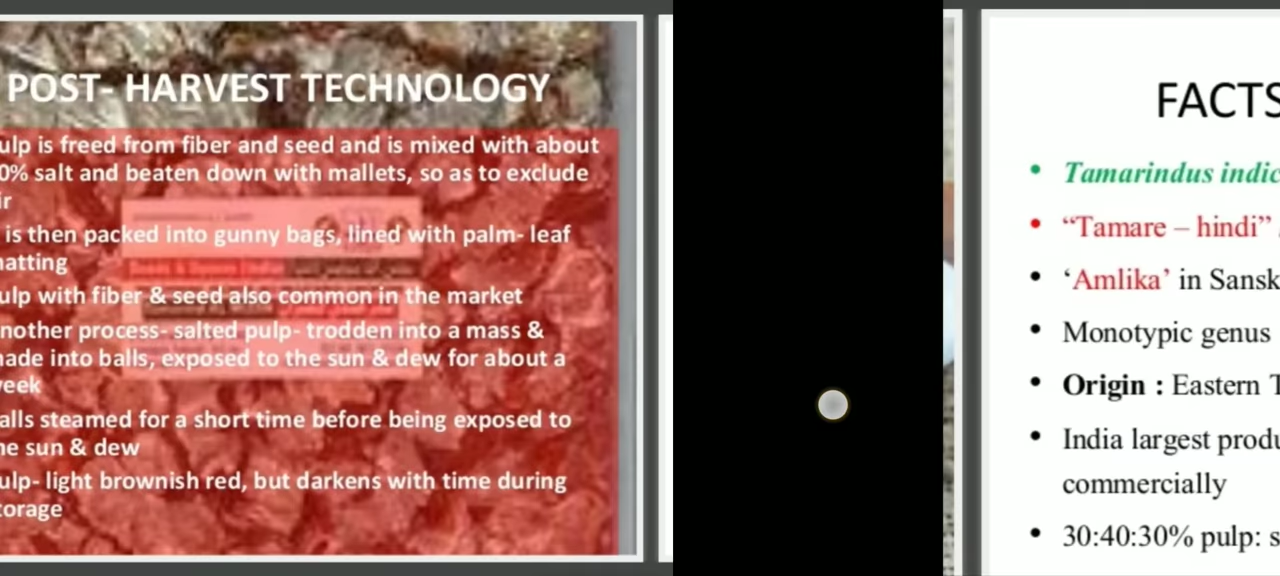 POST- HARVEST TECHNOLOGY
ulp is freed from fiber and seed and is mixed with about
0% salt and beaten down with mallets, so as to exclude
ir
is then packed into gunny bags, lined with palm- leaf
natting
ulp with fiber & seed also common in the market
nother process- salted pulp- trodden into a mass &
nade into balls, exposed to the sun & dew for about a
veek
alls steamed for a short time before being exposed to
ne sun & dew
ulp- light brownish red, but darkens with time during
torage
FACTS
• Tamarindus indic
• “Tamare – hindi”
• ‘Amlika’ in Sansk
• Monotypic genus
• Origin : Eastern T
• India largest produ
commercially
• 30:40:30% pulp: s